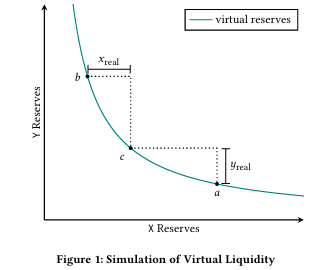 virtual reserves
x_real
b
c
y_real
a
Y Reserves
X Reserves
Figure 1: Simulation of Virtual Liquidity